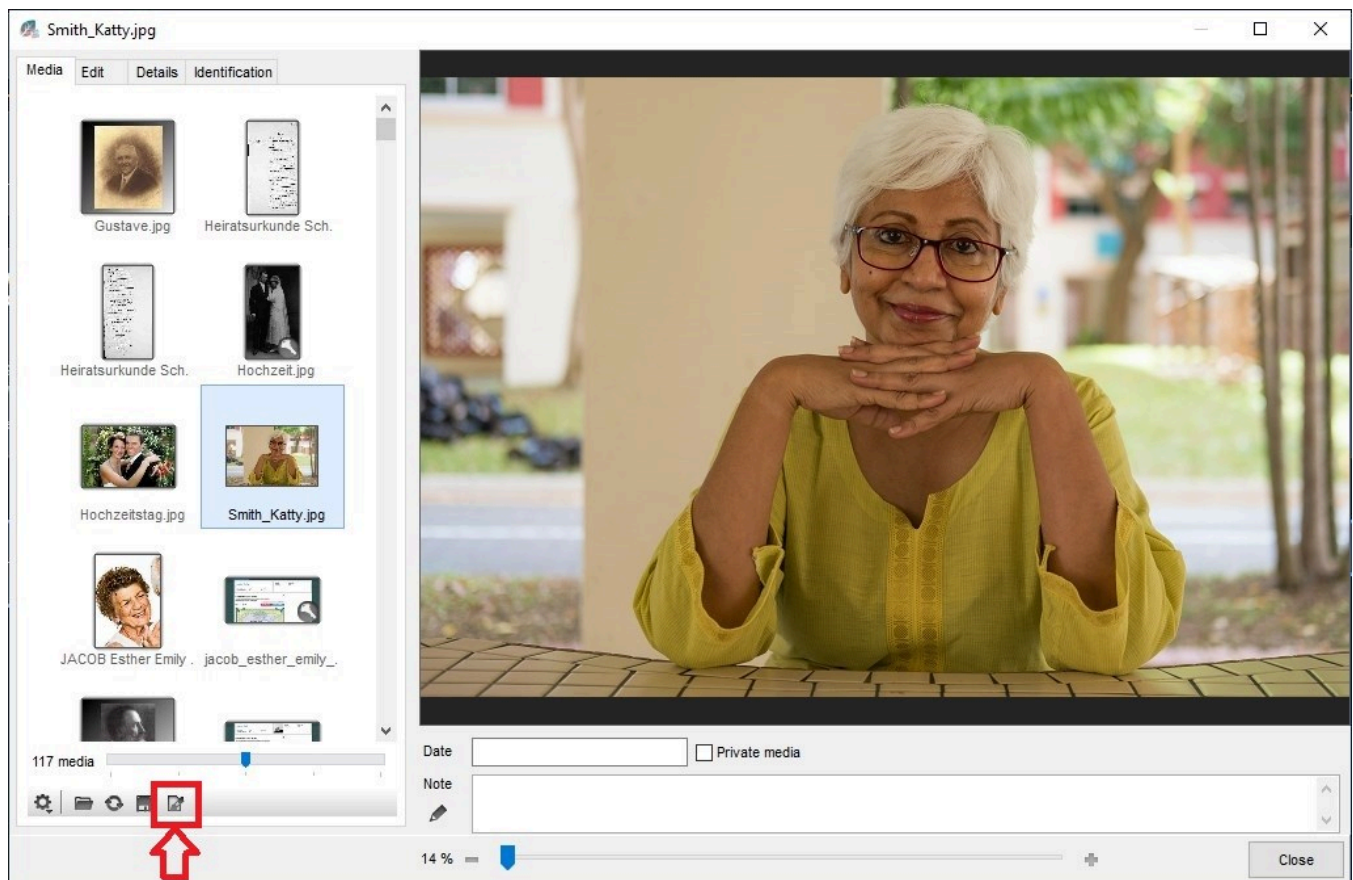 Smith_Katty.jpg
Media Edit Details Identification
Gustave.jpg Heiratsurkunde Sch.
Heiratsurkunde Sch. Hochzeit.jpg
Hochzeitstag.jpg Smith_Katty.jpg
JACOB Esther Emily . jacob_esther_emily_.
117 media
Date Private media
Note
14 %
Close